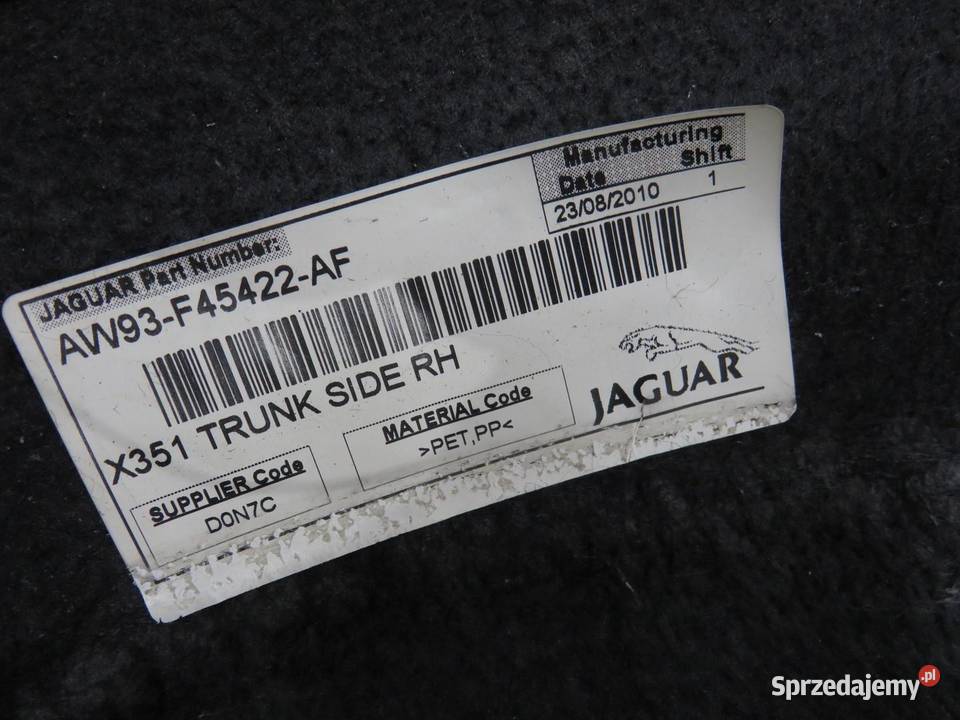 Manufacturing
Date Shift
23/08/2010 1
JAGUAR Part Number:
AW93-F45422-AF
X351 TRUNK SIDE RH
SUPPLIER Code
D0N7C
MATERIAL Code
>PET,PP<
JAGUAR
Sprzedajemy.pl